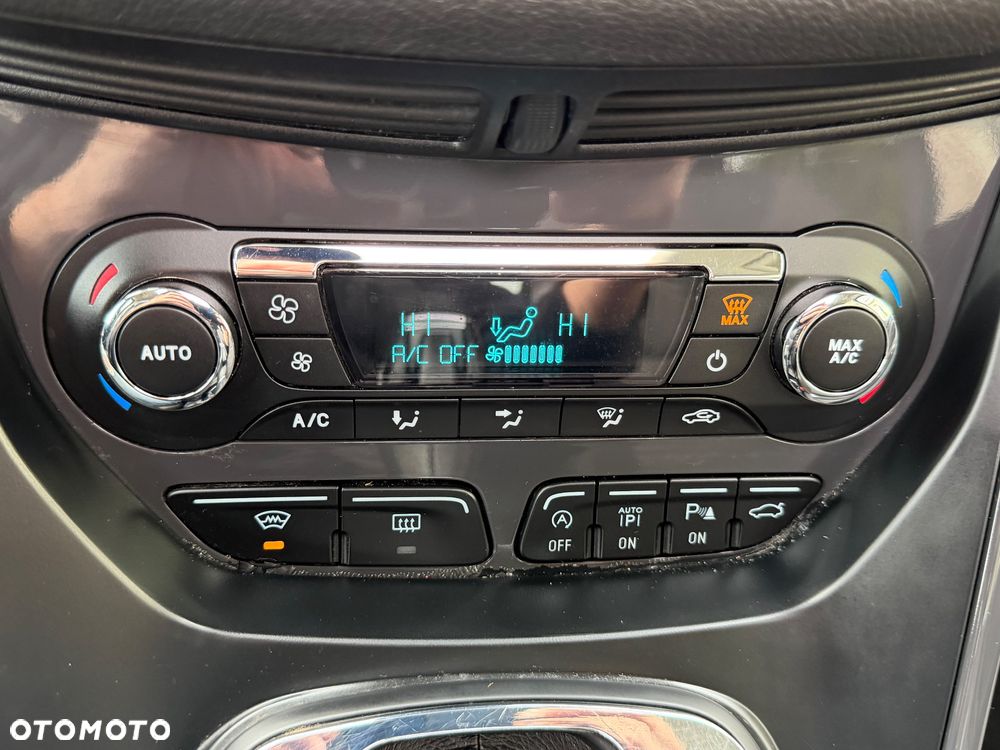 HI HI
A/C OFF
AUTO
MAX
MAX
A/C
A/C
AUTO
A
OFF
P
ON
P
ON
OTOMOTO